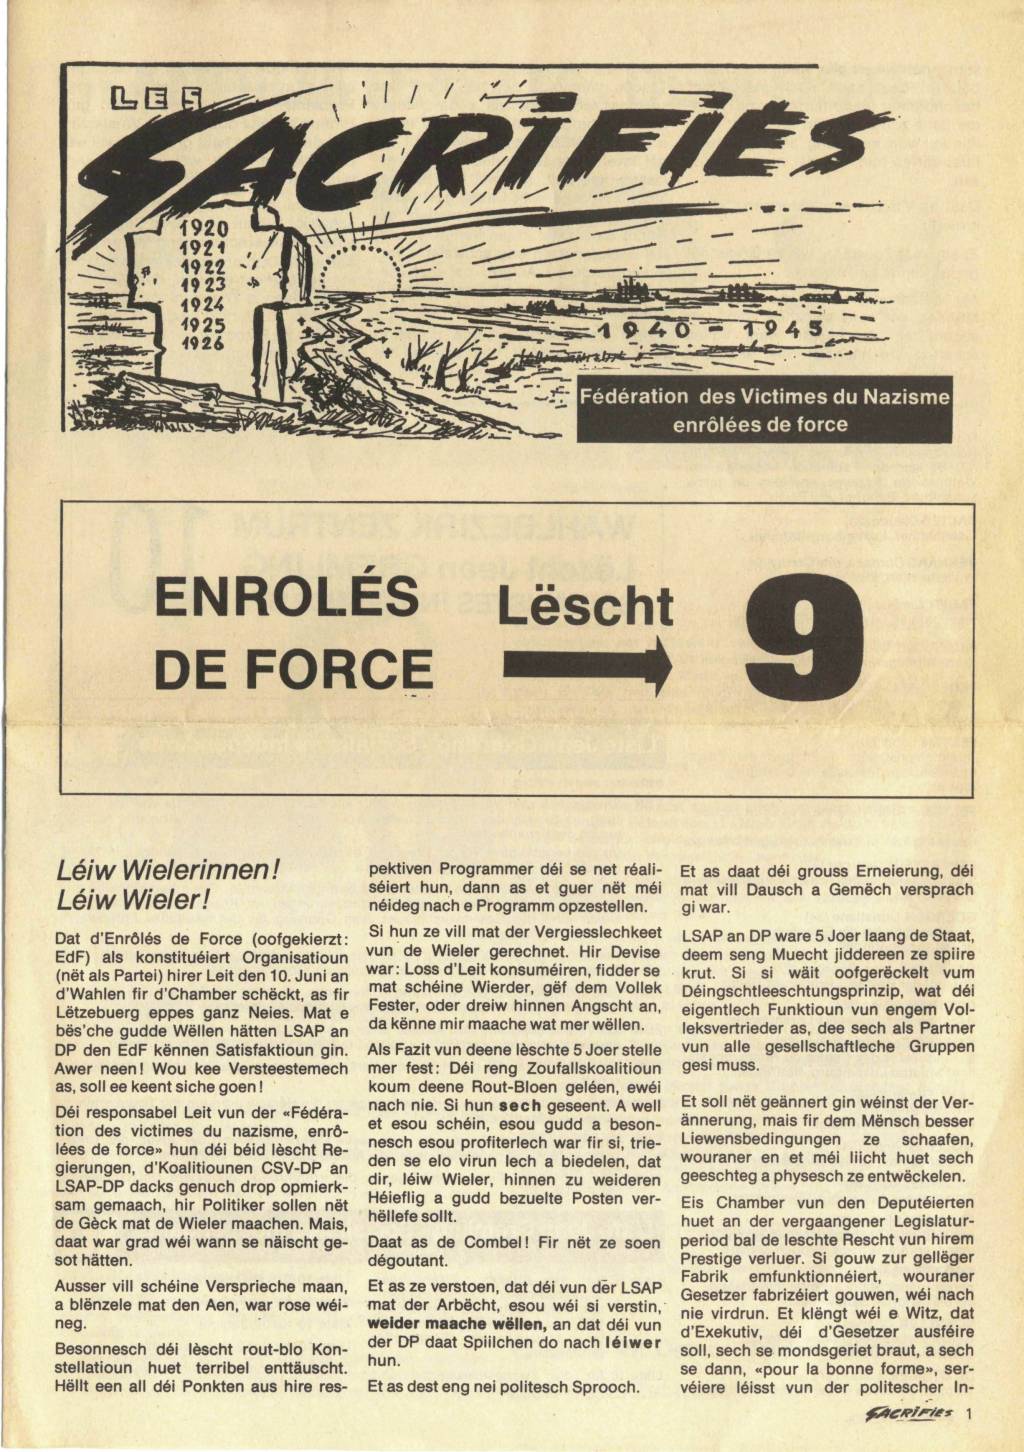 LES
SACRIFIÉS
1920
1921
1922
1923
1924
1925
1926
1940 - 1945
Fédération des Victimes du Nazisme
enrôlées de force
ENROLÉS
DE FORCE
Lëscht
9
Léiw Wielerinnen!
Léiw Wieler!
Dat d'Enrôlés de Force (oofgekierzt:
EdF) als konstituéiert Organisatioun
(nët als Partei) hirer Leit den 10. Juni an
d'Wahlen fir d'Chamber schëckt, as fir
Lëtzebuerg eppes ganz Neies. Mat e
bës'che gudde Wëllen hätten LSAP an
DP den EdF kënnen Satisfaktioun gin.
Awer neen! Wou kee Versteestemech
as, soll ee keent siche goen!
Déi responsabel Leit vun der «Fédéra-
tion des victimes du nazisme, enrô-
lées de force» hun déi béid lèscht Re-
gierungen, d'Koalitiounen CSV-DP an
LSAP-DP dacks genuch drop opmierk-
sam gemaach, hir Politiker sollen nët
de Gèck mat de Wieler maachen. Mais,
daat war grad wéi wann se näischt ge-
sot hätten.
Ausser vill schéine Versprieche maan,
a blënzele mat den Aen, war rose wéi-
neg.
Besonnesch déi lèscht rout-blo Kon-
stellatioun huet terribel enttäuscht.
Hëllt een all déi Ponkten aus hire res-
pektiven Programmer déi se net réali-
séiert hun, dann as et guer nët méi
néideg nach e Programm opzestellen.
Si hun ze vill mat der Vergiesslechkeet
vun de Wieler gerechnet. Hir Devise
war: Loss d'Leit konsuméiren, fidder se
mat schéine Wierder, gëf dem Vollek
Fester, oder dreiw hinnen Angscht an,
da kënne mir maache wat mer wëllen.
Als Fazit vun deene lèschte 5 Joer stelle
mer fest: Déi reng Zoufallskoalitioun
koum deene Rout-Bloen geléen, ewéi
nach nie. Si hun sech geseent. A well
et esou schéin, esou gudd a beson-
nesch esou profiterlech war fir si, trie-
den se elo virun Iech a biedelen, dat
dir, léiw Wieler, hinnen zu weideren
Héieflig a gudd bezuelte Posten ver-
hëllefe sollt.
Daat as de Combel! Fir nët ze soen
dégoutant.
Et as ze verstoen, dat déi vun der LSAP
mat der Arbëcht, esou wéi si verstin,
weider maache wëllen, an dat déi vun
der DP daat Spiilchen do nach léiwer
hun.
Et as dest eng nei politesch Sprooch.
Et as daat déi grouss Erneierung, déi
mat vill Dausch a Gemëch versprach
gi war.
LSAP an DP ware 5 Joer laang de Staat,
deem seng Muecht jiddereen ze spiire
krut. Si si wäit oofgerëckelt vum
Déingschtleeschtungsprinzip, wat déi
eigentlech Funktioun vun engem Vol-
leksvertrieder as, dee sech als Partner
vun alle gesellschaftleche Gruppen
gesi muss.
Et soll nët geännert gin wéinst der Ver-
ännerung, mais fir dem Mënsch besser
Liewensbedingungen ze schaafen,
wouraner en et méi liicht huet sech
geeschteg a physesch ze entwëckelen.
Eis Chamber vun den Deputéierten
huet an der vergaangener Legislatur-
period bal de leschte Rescht vun hirem
Prestige verluer. Si gouw zur gellëger
Fabrik emfunktionnéiert, wouraner
Gesetzer fabrizéiert gouwen, wéi nach
nie virdrun. Et klëngt wéi e Witz, dat
d'Exekutiv, déi d'Gesetzer ausféire
soll, sech se mondsgeriet braut, a sech
se dann, «pour la bonne forme», ser-
véiere léisst vun der politescher In-
SACRIFIÉS 1